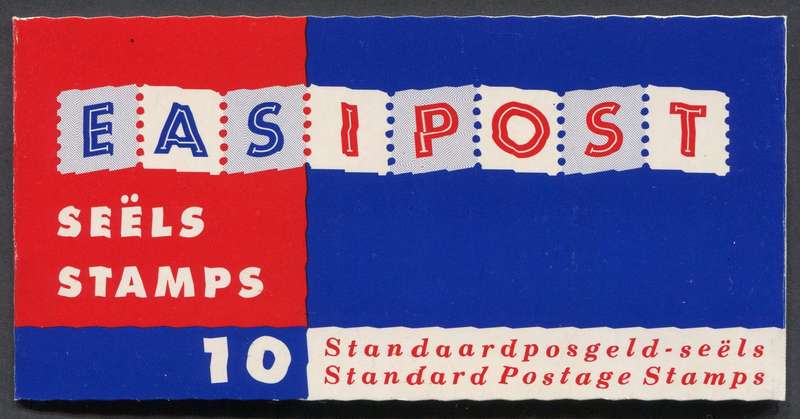 EASIPOST
SEËLS
STAMPS
10
Standaardposgeld-seëls
Standard Postage Stamps